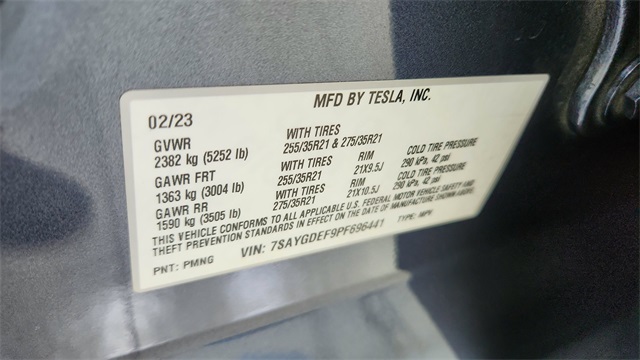 MFD BY TESLA, INC.
02/23
GVWR WITH TIRES
2382 kg (5252 lb) 255/35R21 & 275/35R21
GAWR FRT WITH TIRES RIM COLD TIRE PRESSURE
1363 kg (3004 lb) 255/35R21 21X9.5J 290 kPa, 42 psi
GAWR RR WITH TIRES RIM COLD TIRE PRESSURE
1590 kg (3505 lb) 275/35R21 21X10.5J 290 kPa, 42 psi
THIS VEHICLE CONFORMS TO ALL APPLICABLE U.S. FEDERAL MOTOR VEHICLE SAFETY AND
THEFT PREVENTION STANDARDS IN EFFECT ON THE DATE OF MANUFACTURE SHOWN ABOVE.
PNT: PMNG VIN: 7SAYGDEF9PF696441 TYPE: MPV